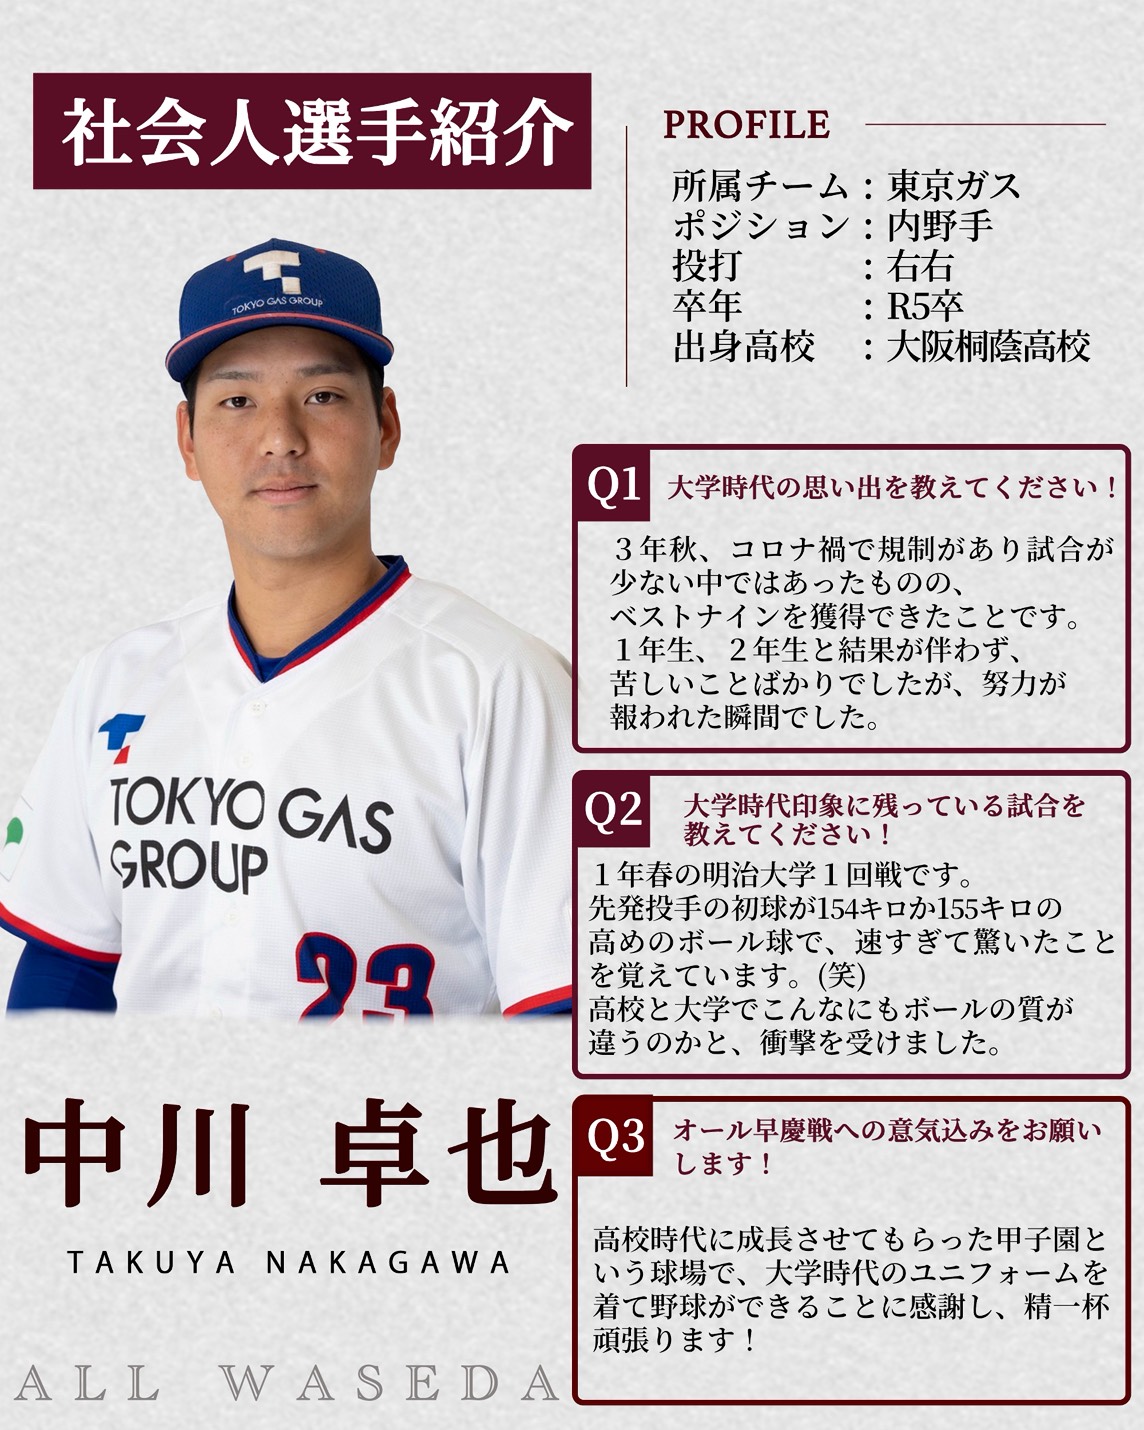 社会人選手紹介
PROFILE
所属チーム：東京ガス
ポジション：内野手
投打　　　：右右
卒年　　　：R5卒
出身高校　：大阪桐蔭高校
TOKYO GAS GROUP
TOKYO GAS
GROUP
23
Q1 大学時代の思い出を教えてください！
３年秋、コロナ禍で規制があり試合が
少ない中ではあったものの、
ベストナインを獲得できたことです。
１年生、２年生と結果が伴わず、
苦しいことばかりでしたが、努力が
報われた瞬間でした。
Q2 大学時代印象に残っている試合を
教えてください！
１年春の明治大学１回戦です。
先発投手の初球が154キロか155キロの
高めのボール球で、速すぎて驚いたこと
を覚えています。(笑)
高校と大学でこんなにもボールの質が
違うのかと、衝撃を受けました。
Q3 オール早慶戦への意気込みをお願い
します！
高校時代に成長させてもらった甲子園と
いう球場で、大学時代のユニフォームを
着て野球ができることに感謝し、精一杯
頑張ります！
中川 卓也
TAKUYA NAKAGAWA
ALL WASEDA